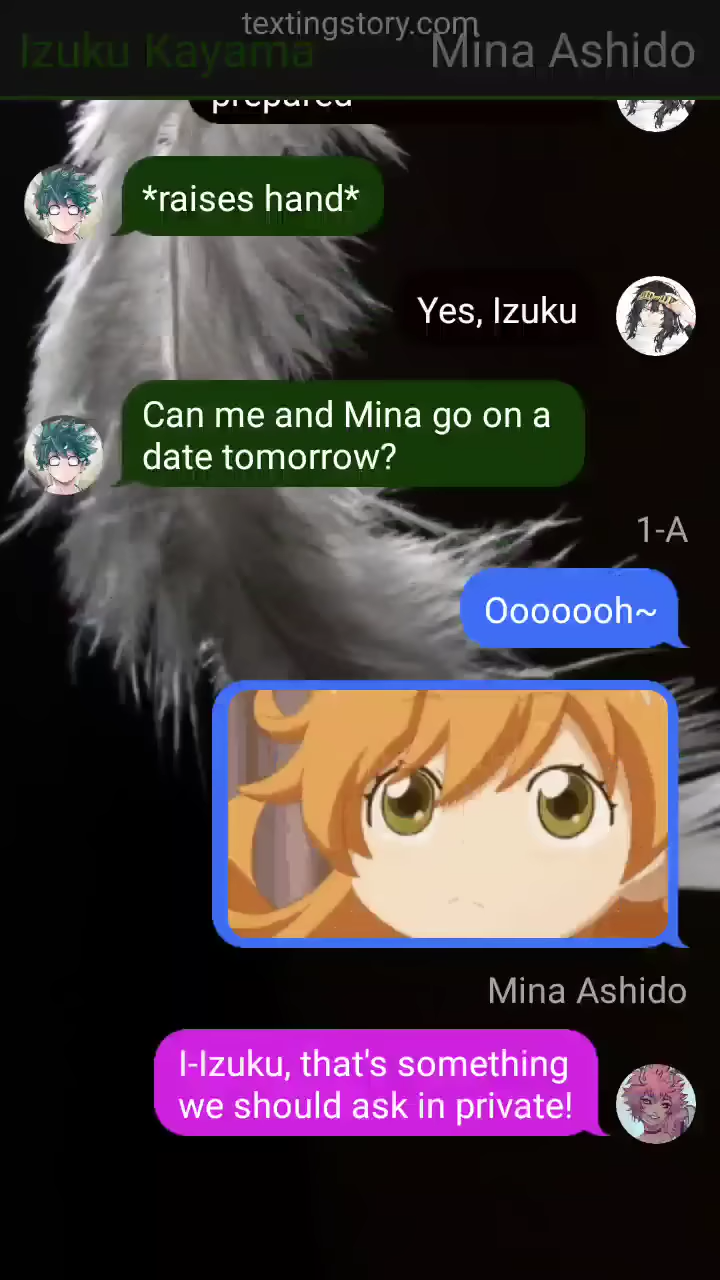 textingstory.com
Izuku Kayama
Mina Ashido
prepared
*raises hand*
Yes, Izuku
Can me and Mina go on a
date tomorrow?
1-A
Ooooooh~
Mina Ashido
I-Izuku, that's something
we should ask in private!